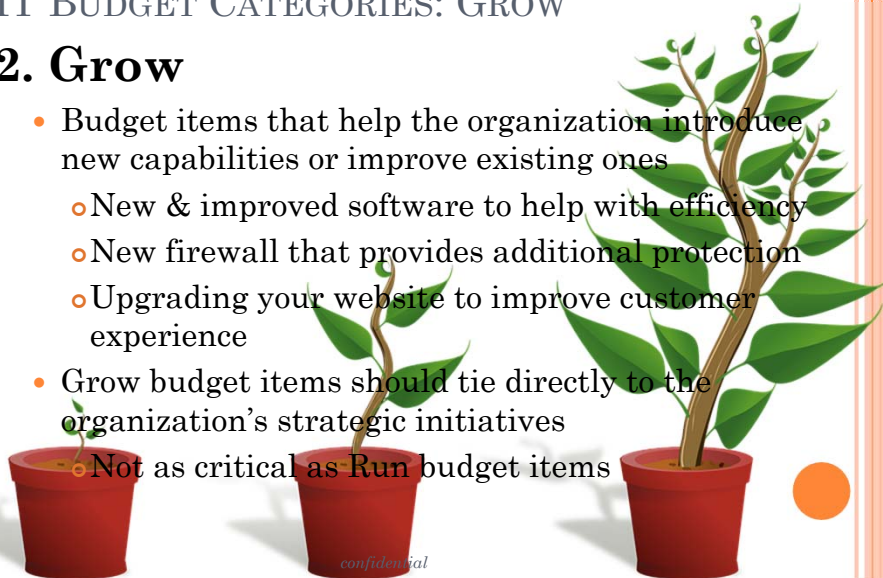 IT BUDGET CATEGORIES: GROW
2. Grow
Budget items that help the organization introduce
new capabilities or improve existing ones
New & improved software to help with efficiency
New firewall that provides additional protection
Upgrading your website to improve customer
experience
Grow budget items should tie directly to the
organization’s strategic initiatives
Not as critical as Run budget items
confidential